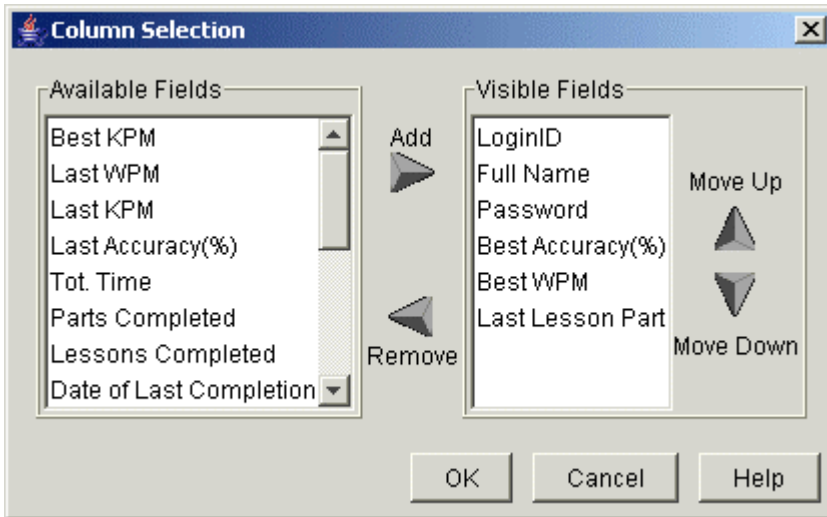 Column Selection
Available Fields
Best KPM
Last WPM
Last KPM
Last Accuracy(%)
Tot. Time
Parts Completed
Lessons Completed
Date of Last Completion
Add
Remove
Visible Fields
LoginID
Full Name
Password
Best Accuracy(%)
Best WPM
Last Lesson Part
Move Up
Move Down
OK
Cancel
Help